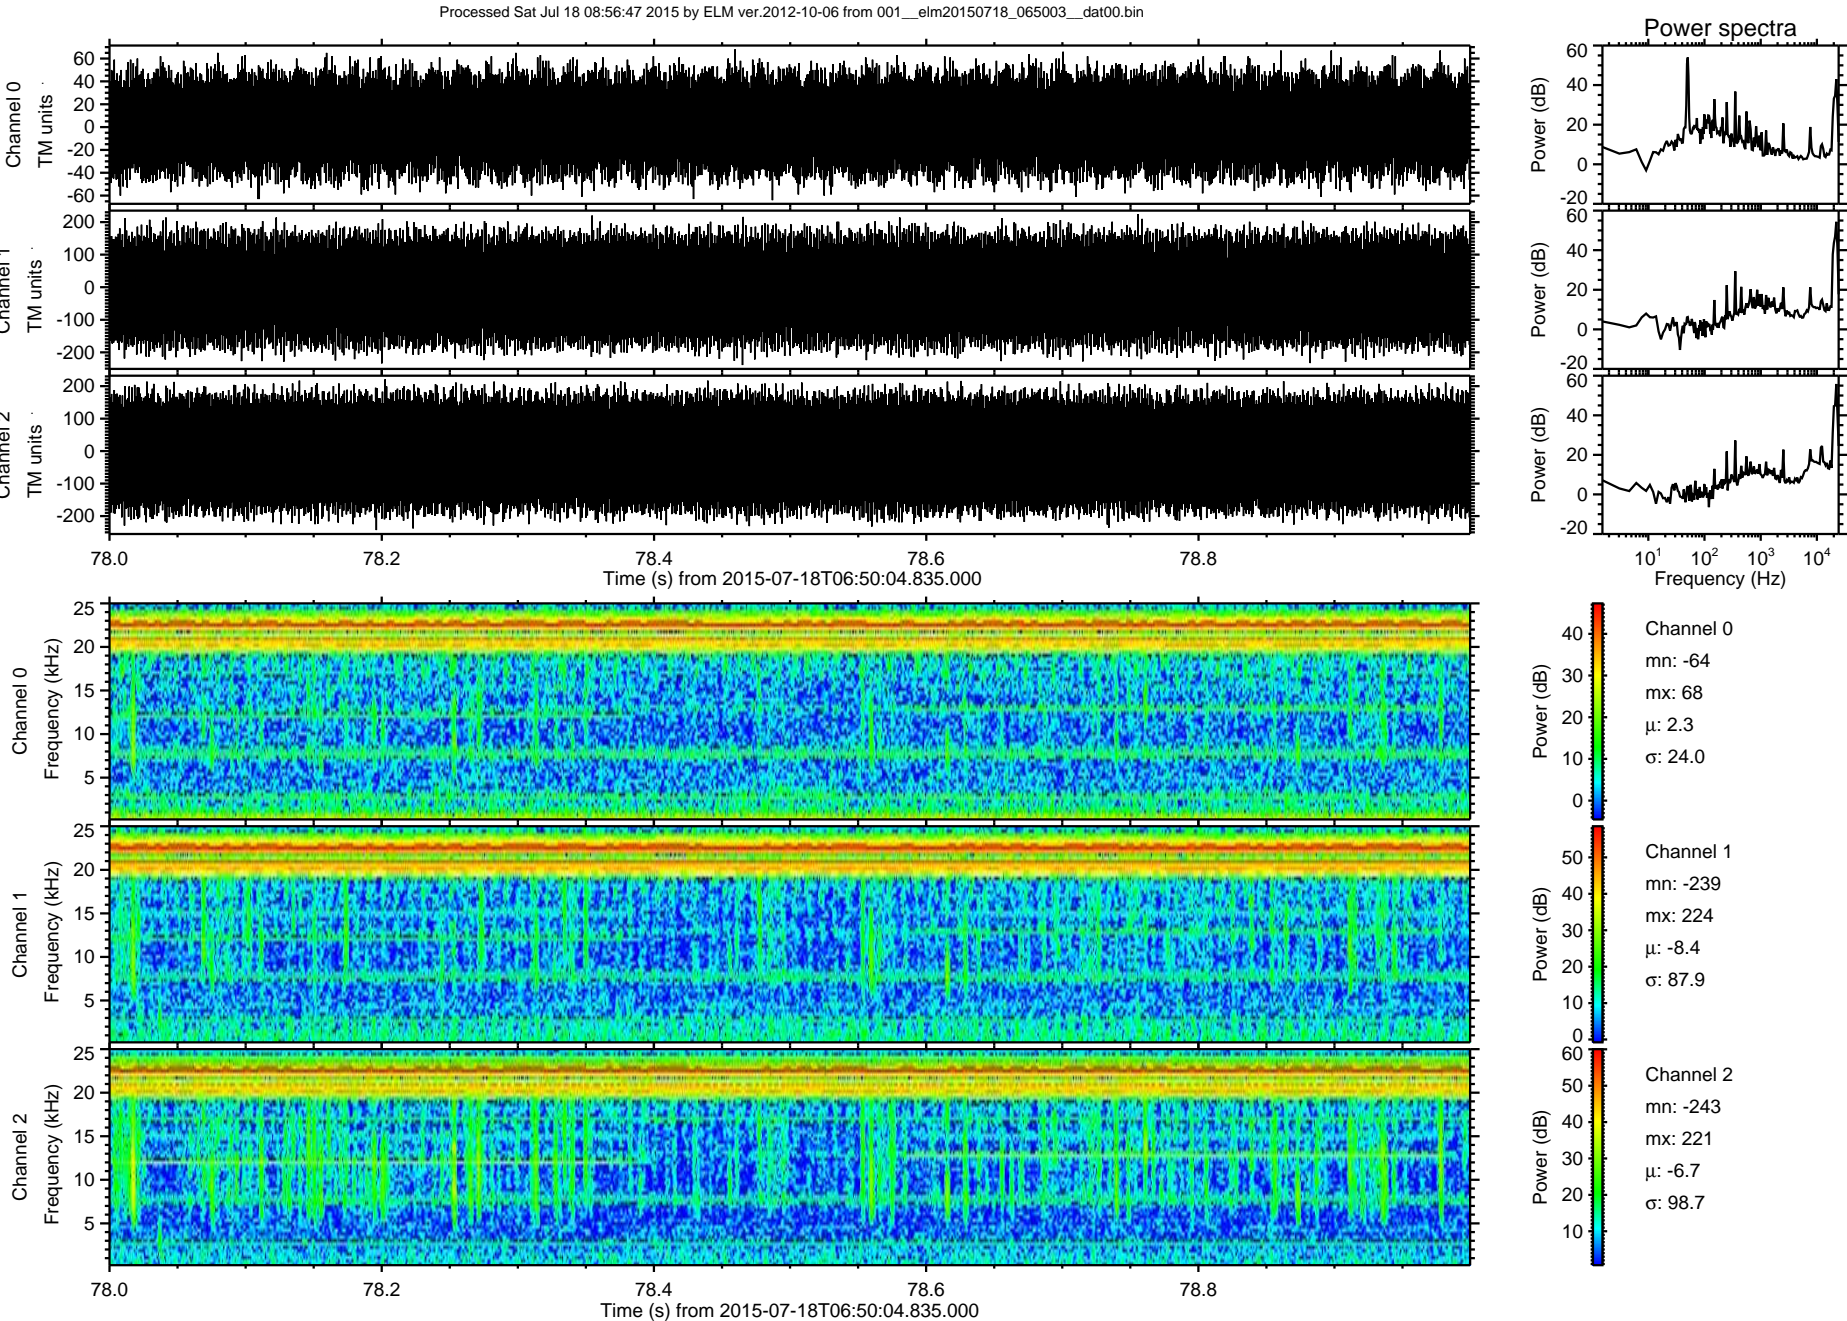 Processed Sat Jul 18 08:56:47 2015 by ELM ver.2012-10-06 from 001__elm20150718_065003__dat00.bin
Power spectra
Channel 0
TM units
60
40
20
0
-20
-40
-60
Power (dB)
60
40
20
0
-20
Channel 1
TM units
200
100
0
-100
-200
Power (dB)
60
40
20
0
-20
Channel 2
TM units
200
100
0
-100
-200
Power (dB)
60
40
20
0
-20
78.0 78.2 78.4 78.6 78.8
Time (s) from 2015-07-18T06:50:04.835.000
10^1 10^2 10^3 10^4
Frequency (Hz)
Channel 0
Frequency (kHz)
25
20
15
10
5
Power (dB)
40
30
20
10
0
Channel 0
mn: -64
mx: 68
μ: 2.3
σ: 24.0
Channel 1
Frequency (kHz)
25
20
15
10
5
Power (dB)
50
40
30
20
10
0
Channel 1
mn: -239
mx: 224
μ: -8.4
σ: 87.9
Channel 2
Frequency (kHz)
25
20
15
10
5
Power (dB)
60
50
40
30
20
10
Channel 2
mn: -243
mx: 221
μ: -6.7
σ: 98.7
78.0 78.2 78.4 78.6 78.8
Time (s) from 2015-07-18T06:50:04.835.000